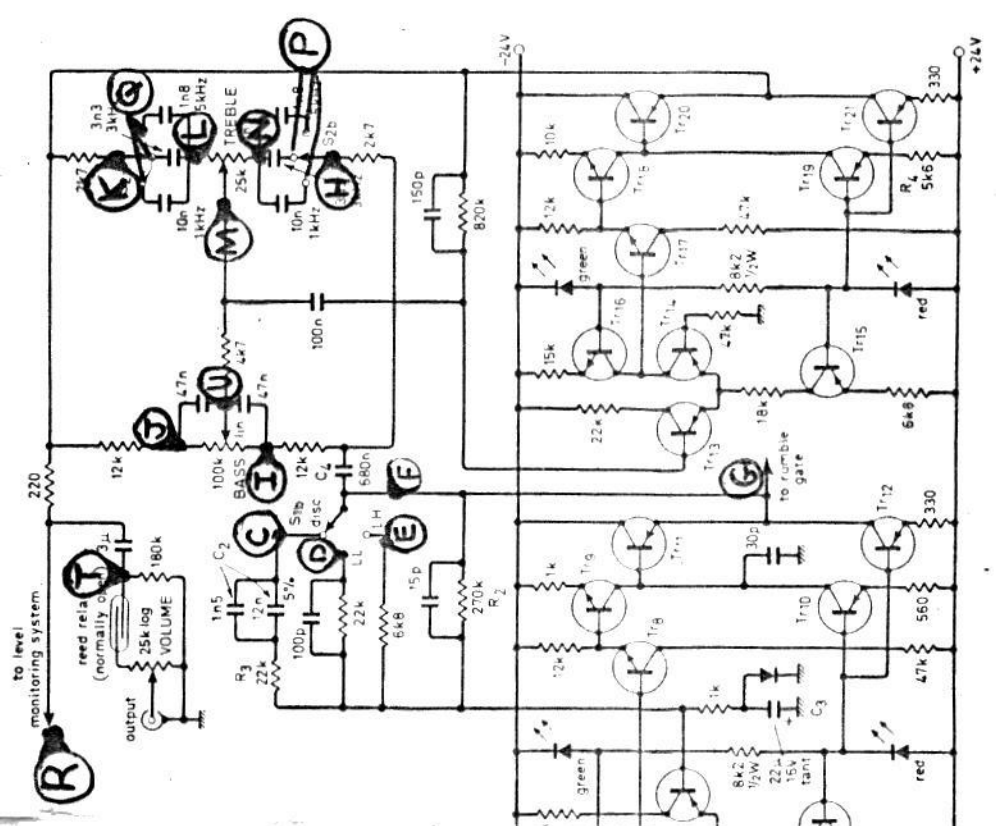 -24V
+24V
P
Q
3n3
3kH
1n8
5kHz
L
TREBLE
N
S2b
2k7
K
H
10n
1kHz
25k
10n
1kHz
M
150p
820k
10k
Tr20
Tr21
330
Tr18
Tr19
R4
5k6
12k
Tr17
47k
green
8k2
½W
red
100n
Tr16
Tr14
47k
Tr15
15k
4k7
47n
U
47n
J
22k
18k
6k8
Tr13
12k
100k
BASS
I
12k
C4
680n
220
F
G
to rumble
gate
S1b
disc
C
D
LL
LH
E
Tr12
330
Tr11
30p
3μ
180k
T
C2
1n5
12n
5%
100p
22k
6k8
15p
270k
R2
1k
Tr9
Tr10
560
reed rela
(normally op
25k log
VOLUME
R3
22k
12k
Tr8
47k
to level
monitoring system
output
1k
C3
R
green
8k2
½W
22μ
16V
tant
+
red